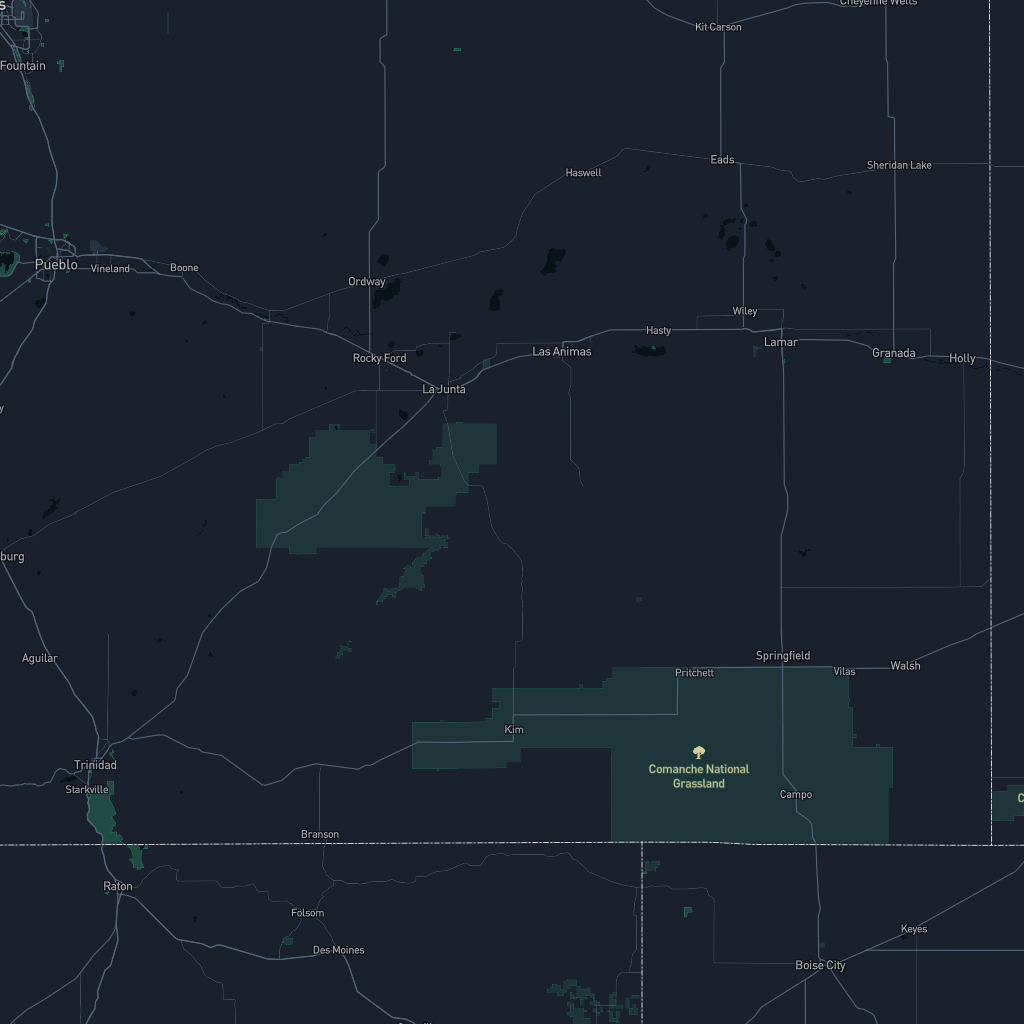 s
Cheyenne Wells
Kit Carson
Fountain
Eads
Sheridan Lake
Haswell
Pueblo
Vineland
Boone
Ordway
Wiley
Hasty
Lamar
Las Animas
Rocky Ford
Granada
Holly
La Junta
y
burg
Aguilar
Springfield
Pritchett
Vilas
Walsh
Kim
Trinidad
Comanche National
Grassland
Starkville
Campo
C
Branson
Raton
Folsom
Keyes
Des Moines
Boise City